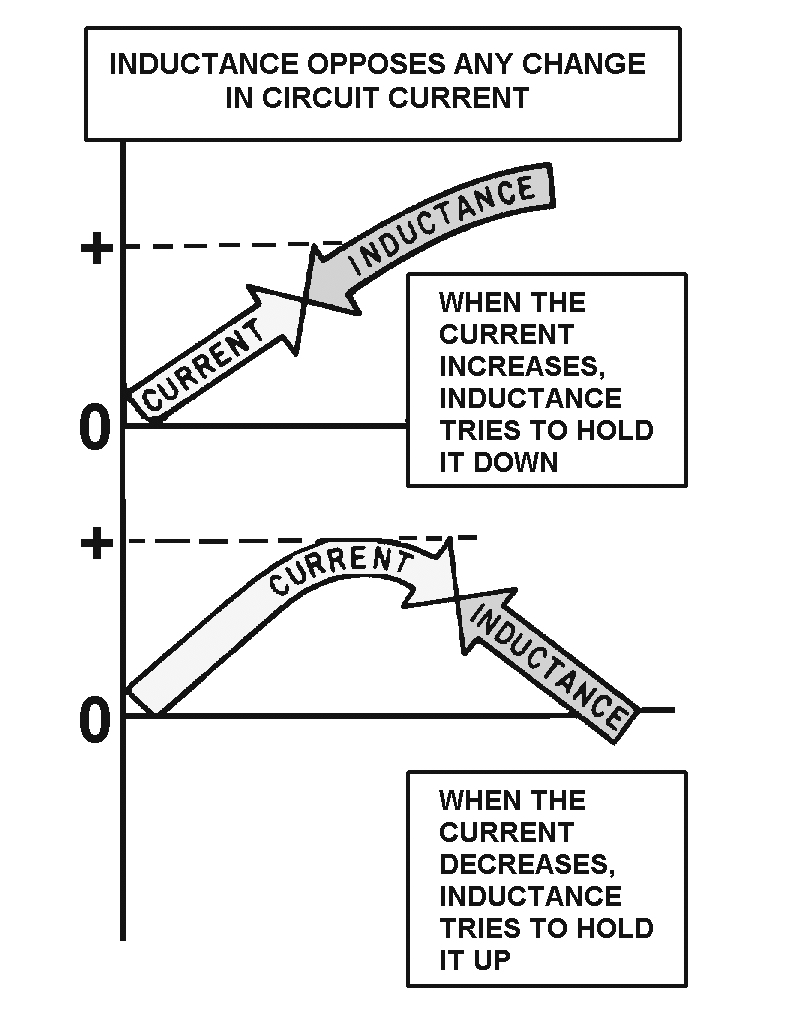 INDUCTANCE OPPOSES ANY CHANGE
IN CIRCUIT CURRENT
INDUCTANCE
+
CURRENT
WHEN THE
CURRENT
INCREASES,
INDUCTANCE
TRIES TO HOLD
IT DOWN
0
+
CURRENT
INDUCTANCE
0
WHEN THE
CURRENT
DECREASES,
INDUCTANCE
TRIES TO HOLD
IT UP